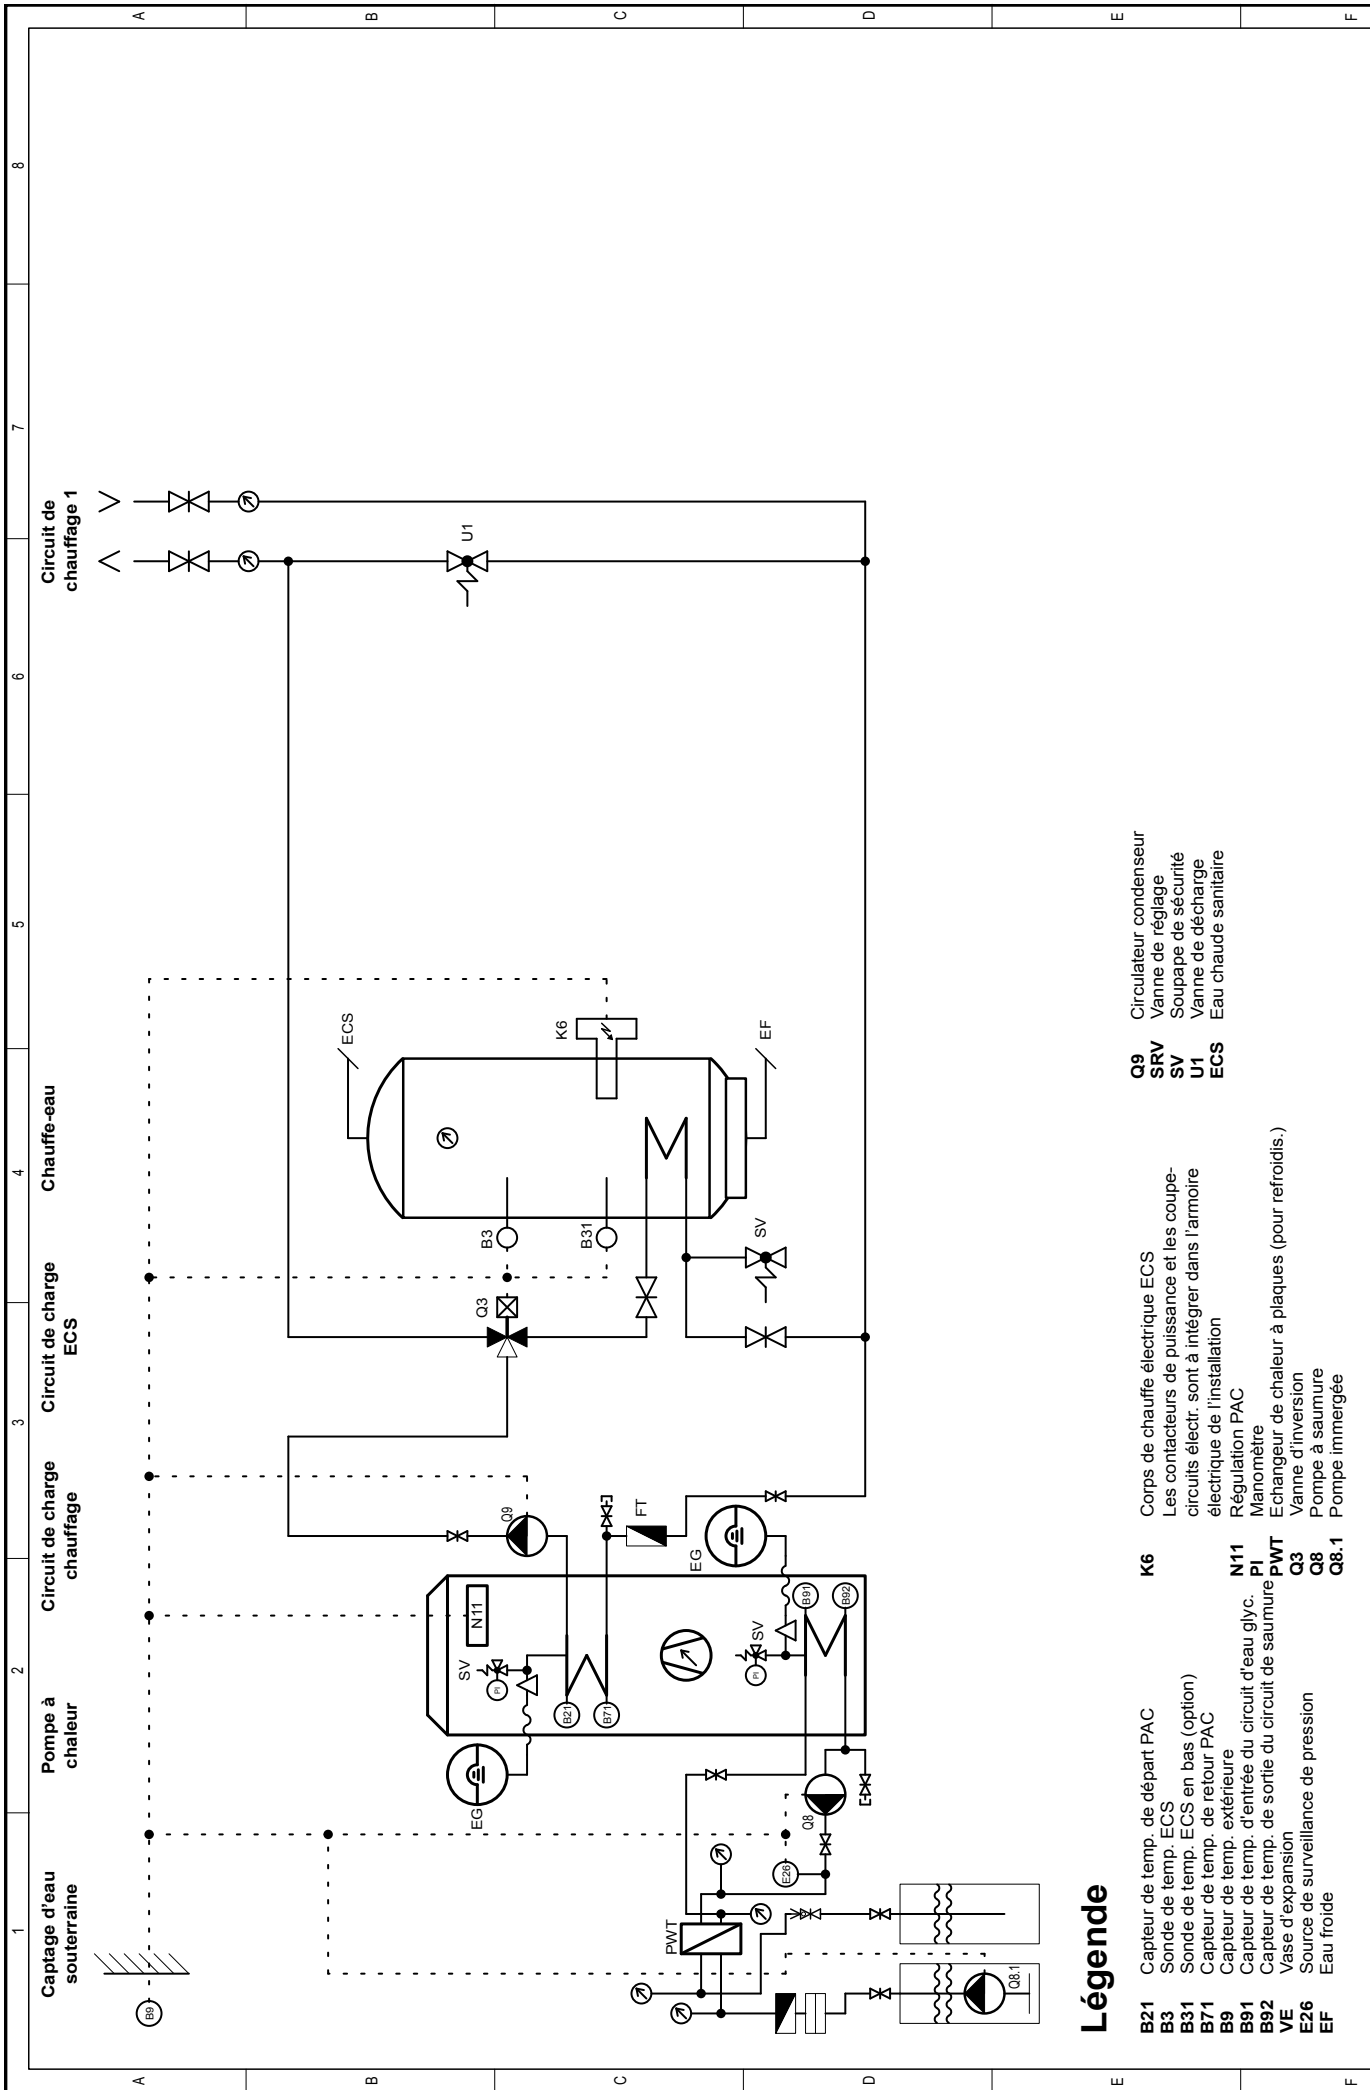 1 2 3 4 5 6 7 8
A
B
C
D
E
F
A
B
C
D
E
F
Captage d'eau
souterraine
Pompe à
chaleur
Circuit de charge
chauffage
Circuit de charge
ECS
Chauffe-eau
Circuit de
chauffage 1
B9
ECS
K6
EF
B3
B31
Q3
SV
U1
Q9
FT
EG
N11
SV
PI
B21
B71
SV
PI
B91
B92
EG
Q8
E26
PWT
Q8.1
Légende
B21 Capteur de temp. de départ PAC
B3 Sonde de temp. ECS
B31 Sonde de temp. ECS en bas (option)
B71 Capteur de temp. de retour PAC
B9 Capteur de temp. extérieure
B91 Capteur de temp. d'entrée du circuit d'eau glyc.
B92 Capteur de temp. de sortie du circuit de saumure
VE Vase d'expansion
E26 Source de surveillance de pression
EF Eau froide
K6 Corps de chauffe électrique ECS
Les contacteurs de puissance et les coupe-
circuits électr. sont à intégrer dans l'armoire
électrique de l'installation
N11 Régulation PAC
PI Manomètre
PWT Echangeur de chaleur à plaques (pour refroidis.)
Q3 Vanne d'inversion
Q8 Pompe à saumure
Q8.1 Pompe immergée
Q9 Circulateur condenseur
SRV Vanne de réglage
SV Soupape de sécurité
U1 Vanne de décharge
ECS Eau chaude sanitaire